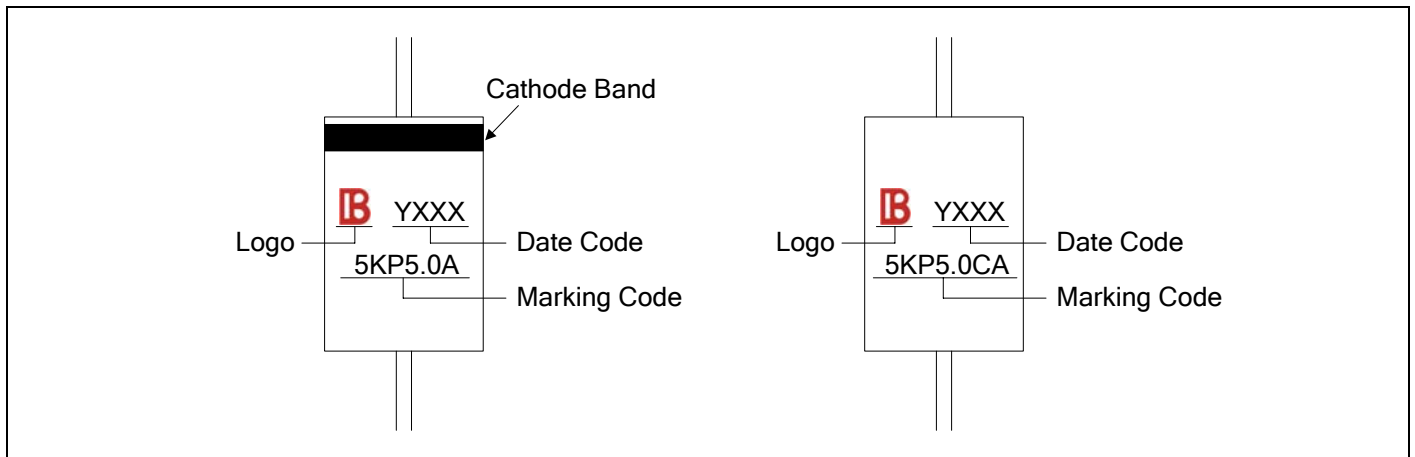 Cathode Band
B YXXX
Logo Date Code
5KP5.0A
Marking Code
B YXXX
Logo Date Code
5KP5.0CA
Marking Code